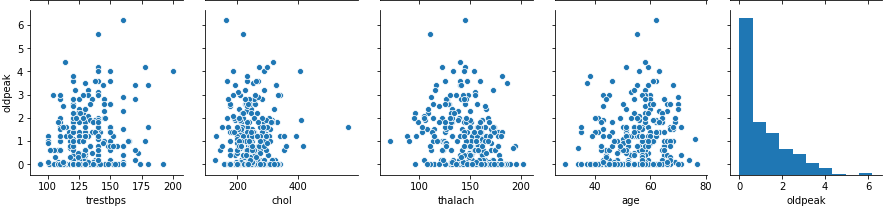 6
5
4
3
2
1
0
oldpeak
100 125 150 175 200
200 400
100 150 200
40 60 80
0 2 4 6
trestbps
chol
thalach
age
oldpeak